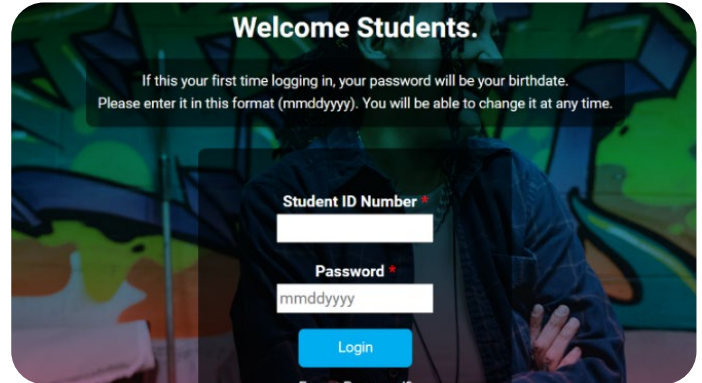 Welcome Students.
If this your first time logging in, your password will be your birthdate.
Please enter it in this format (mmddyyyy). You will be able to change it at any time.
Student ID Number *
Password *
mmddyyyy
Login